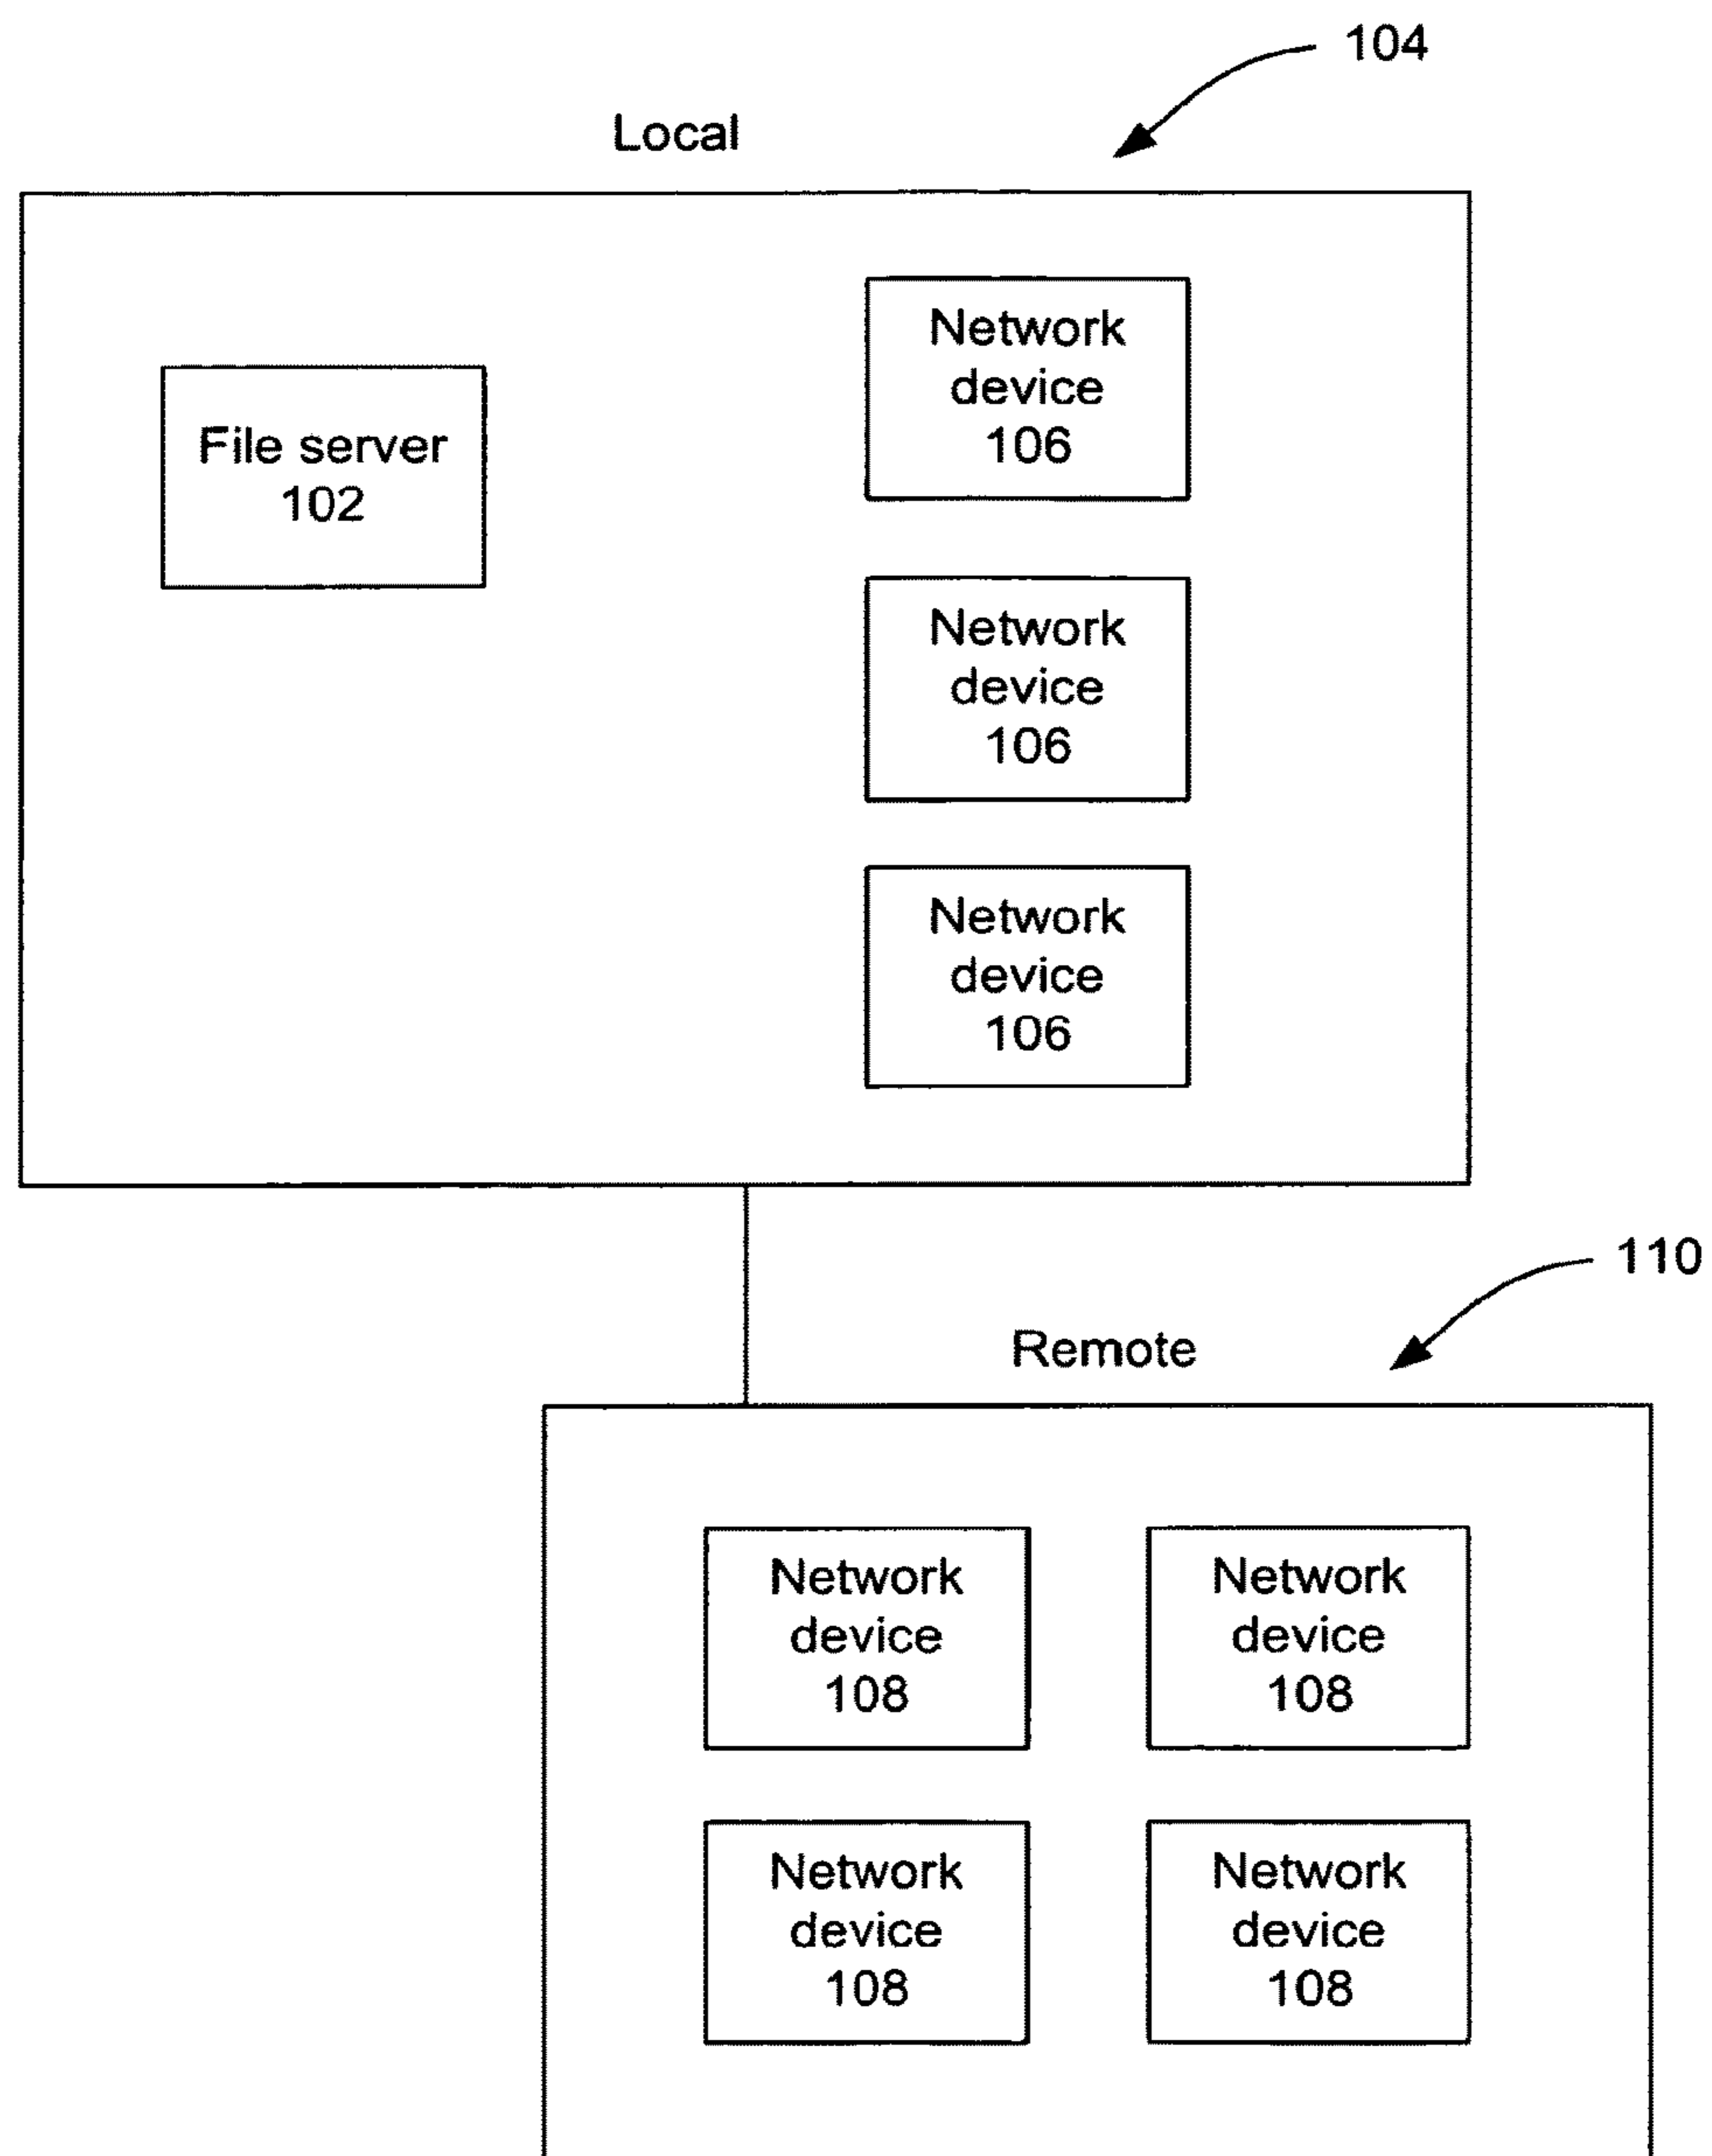 104
Local
Network
device
106
File server
102
Network
device
106
Network
device
106
110
Remote
Network
device
108
Network
device
108
Network
device
108
Network
device
108